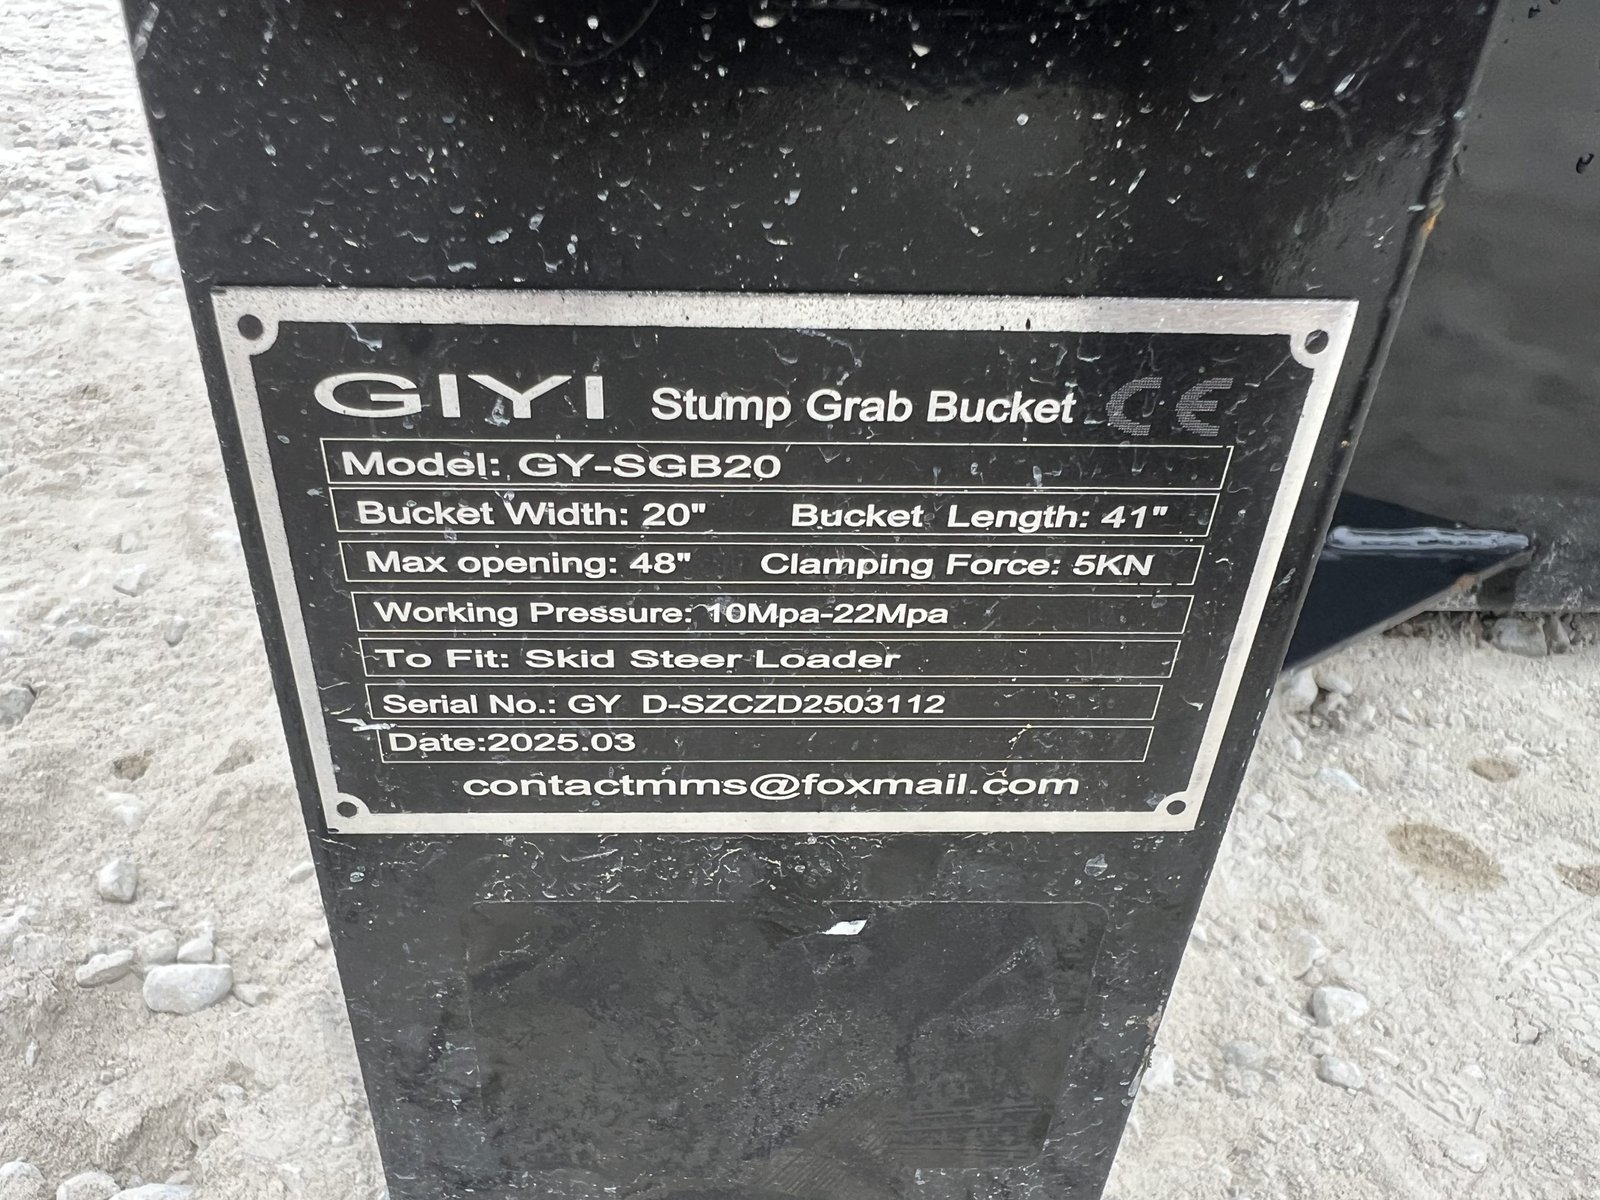 GIYI Stump Grab Bucket CE
Model: GY-SGB20
Bucket Width: 20" Bucket Length: 41"
Max opening: 48" Clamping Force: 5KN
Working Pressure: 10Mpa-22Mpa
To Fit: Skid Steer Loader
Serial No.: GY D-SZCZD2503112
Date:2025.03
contactmms@foxmail.com